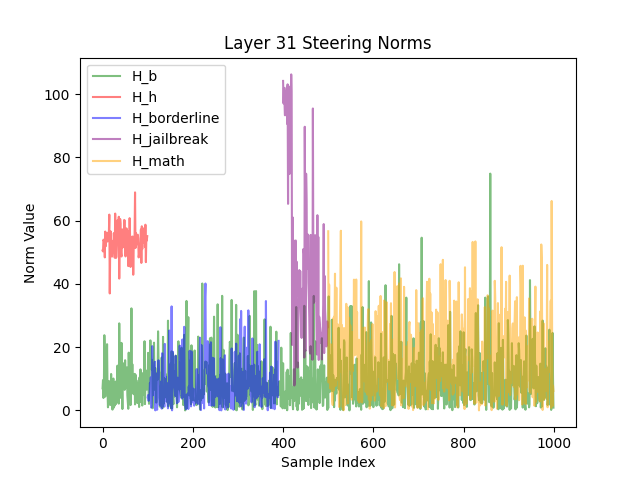 Layer 31 Steering Norms
H_b
H_h
H_borderline
H_jailbreak
H_math
Norm Value
100
80
60
40
20
0
0 200 400 600 800 1000
Sample Index